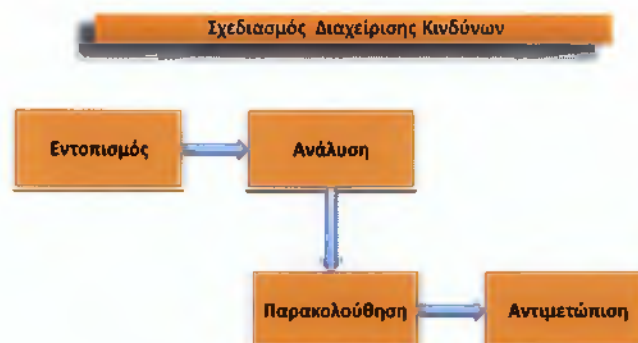 Σχεδιασμός Διαχείρισης Κινδύνων
Εντοπισμός
Ανάλυση
Παρακολούθηση
Αντιμετώπιση